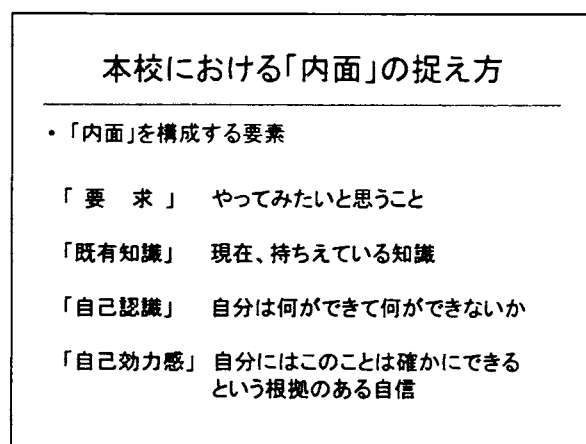 本校における「内面」の捉え方
・「内面」を構成する要素
「 要　求 」　やってみたいと思うこと
「既有知識」　現在、持ちえている知識
「自己認識」　自分は何ができて何ができないか
「自己効力感」 自分にはこのことは確かにできる
という根拠のある自信